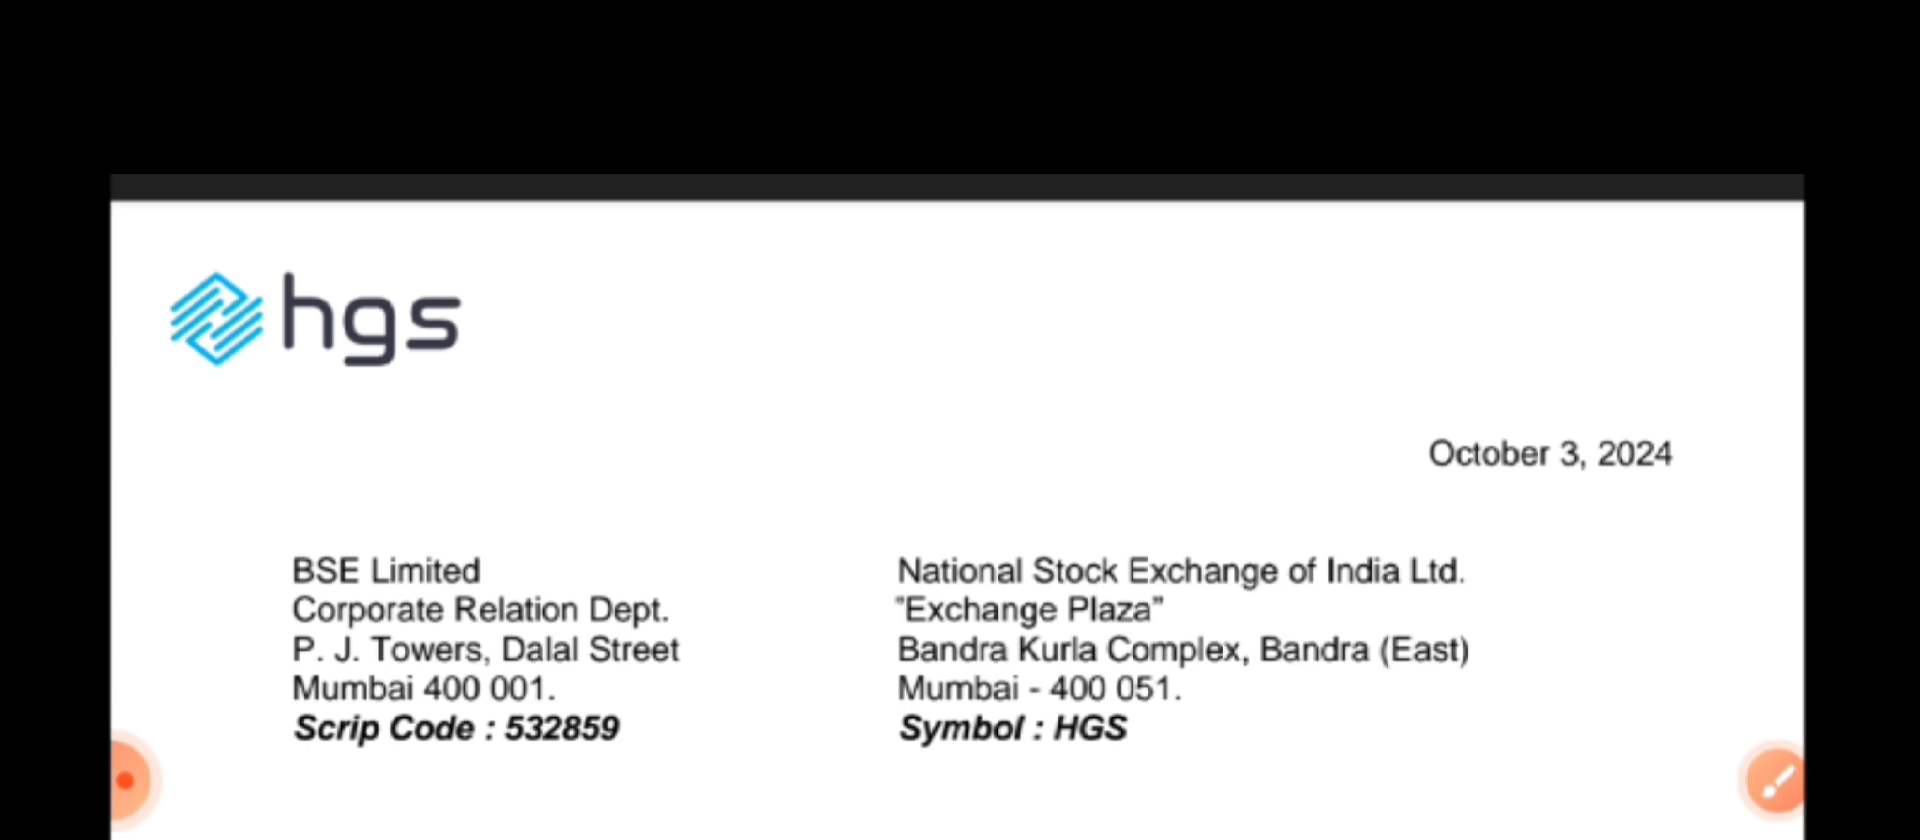 hgs
October 3, 2024
BSE Limited
Corporate Relation Dept.
P. J. Towers, Dalal Street
Mumbai 400 001.
Scrip Code : 532859
National Stock Exchange of India Ltd.
"Exchange Plaza”
Bandra Kurla Complex, Bandra (East)
Mumbai - 400 051.
Symbol : HGS